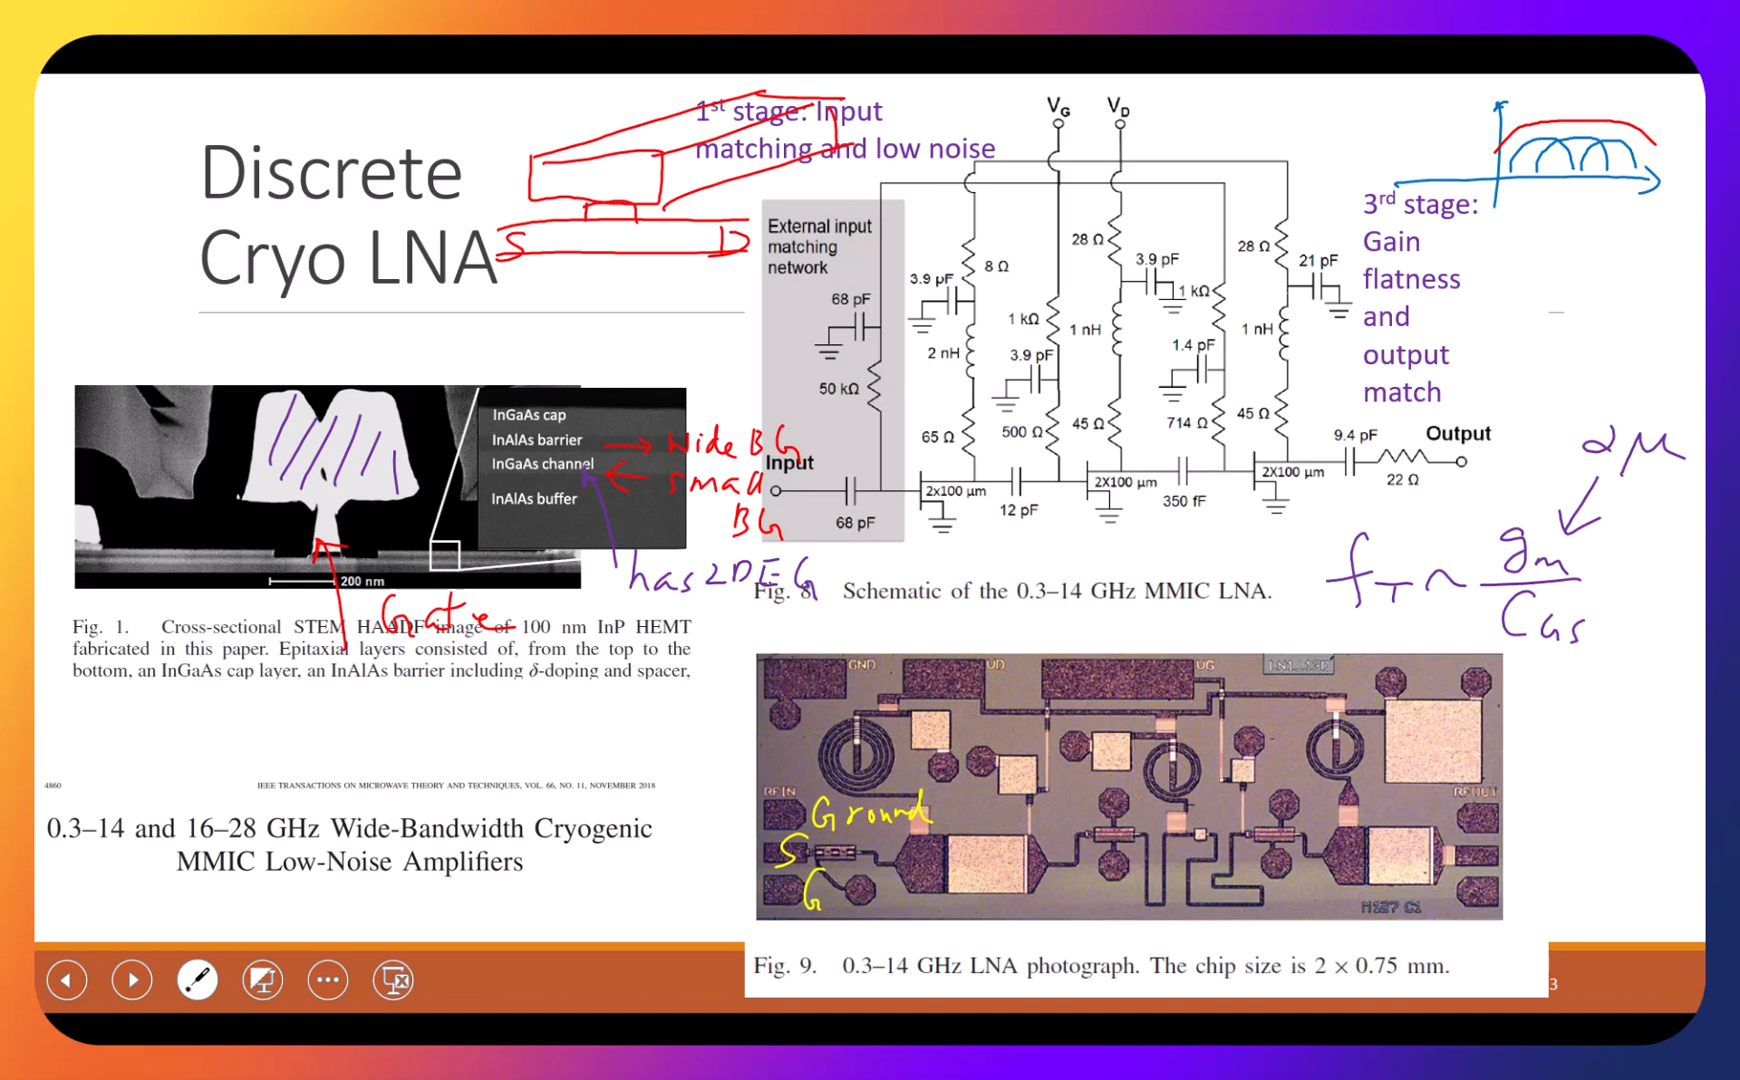 Discrete
Cryo LNA
S
D
1st stage: Input
matching and low noise
VG
VD
External input
matching
network
68 pF
50 kΩ
Input
68 pF
3.9 pF
8 Ω
2 nH
65 Ω
2x100 µm
12 pF
1 kΩ
3.9 pF
500 Ω
28 Ω
3.9 pF
1 nH
45 Ω
2X100 µm
350 fF
1 kΩ
1.4 pF
714 Ω
28 Ω
21 pF
1 nH
45 Ω
2X100 µm
9.4 pF
Output
22 Ω
3rd stage:
Gain
flatness
and
output
match
InGaAs cap
InAlAs barrier
InGaAs channel
InAlAs buffer
wide BG
small
BG
has 2DEG
200 nm
Gate
fT ~ gm
CGS
α μ
Fig. 8. Schematic of the 0.3–14 GHz MMIC LNA.
Fig. 1. Cross-sectional STEM HAADF image of 100 nm InP HEMT
fabricated in this paper. Epitaxial layers consisted of, from the top to the
bottom, an InGaAs cap layer, an InAlAs barrier including δ-doping and spacer,
4860
IEEE TRANSACTIONS ON MICROWAVE THEORY AND TECHNIQUES, VOL. 66, NO. 11, NOVEMBER 2018
0.3–14 and 16–28 GHz Wide-Bandwidth Cryogenic
MMIC Low-Noise Amplifiers
GND
UD
UG
RFIN
RFOUT
Ground
S
G
M127 C1
Fig. 9. 0.3–14 GHz LNA photograph. The chip size is 2 × 0.75 mm.
3